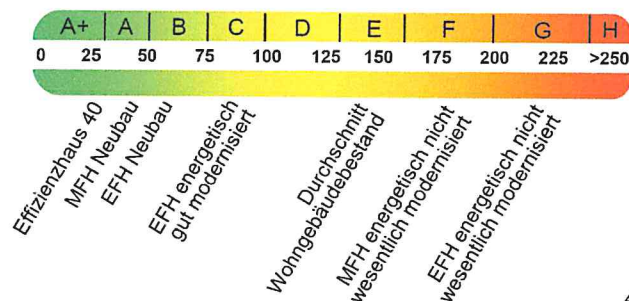 A+ A B C D E F G H
0 25 50 75 100 125 150 175 200 225 >250
Effizienzhaus 40
MFH Neubau
EFH Neubau
EFH energetisch
gut modernisiert
Durchschnitt
Wohngebäudebestand
MFH energetisch nicht
wesentlich modernisiert
EFH energetisch nicht
wesentlich modernisiert